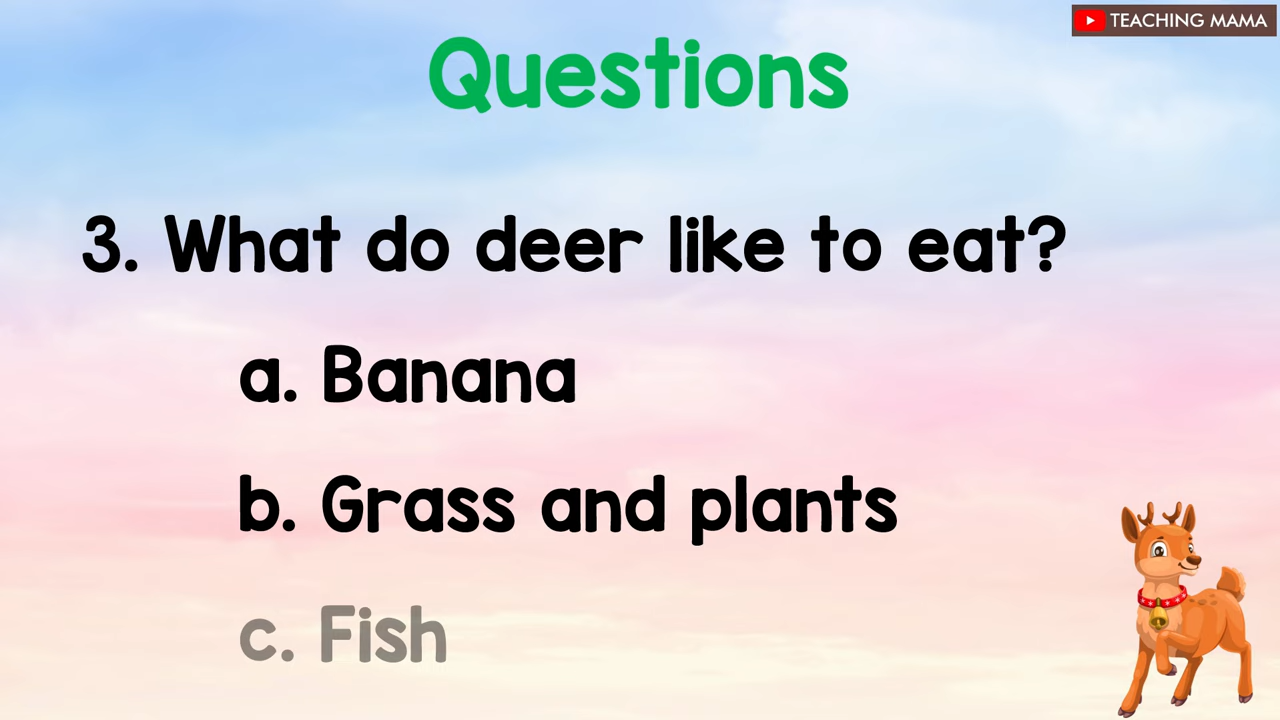 TEACHING MAMA
Questions
3. What do deer like to eat?
a. Banana
b. Grass and plants
c. Fish